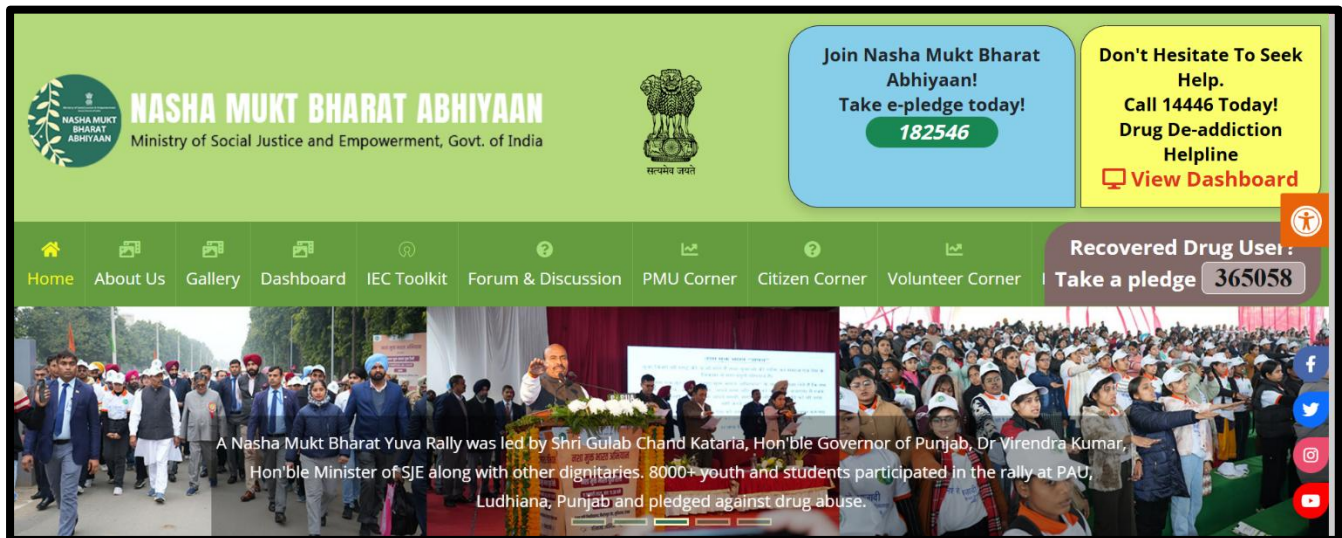 NASHA MUKT
BHARAT
ABHIYAAN
NASHA MUKT BHARAT ABHIYAAN
Ministry of Social Justice and Empowerment, Govt. of India
सत्यमेव जयते
Join Nasha Mukt Bharat
Abhiyaan!
Take e-pledge today!
182546
Don't Hesitate To Seek
Help.
Call 14446 Today!
Drug De-addiction
Helpline
View Dashboard
Home About Us Gallery Dashboard IEC Toolkit Forum & Discussion PMU Corner Citizen Corner Volunteer Corner
Recovered Drug User?
Take a pledge 365058
A Nasha Mukt Bharat Yuva Rally was led by Shri Gulab Chand Kataria, Hon'ble Governor of Punjab, Dr Virendra Kumar,
Hon'ble Minister of SJE along with other dignitaries. 8000+ youth and students participated in the rally at PAU,
Ludhiana, Punjab and pledged against drug abuse.